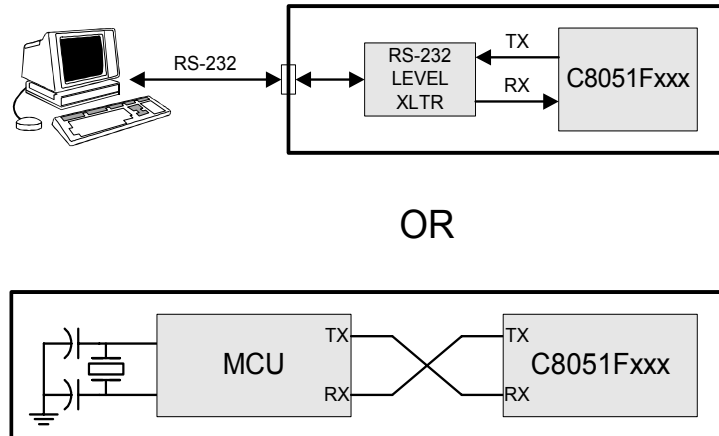 RS-232
RS-232
LEVEL
XLTR
TX
RX
C8051Fxxx
OR
MCU
TX
RX
TX
RX
C8051Fxxx